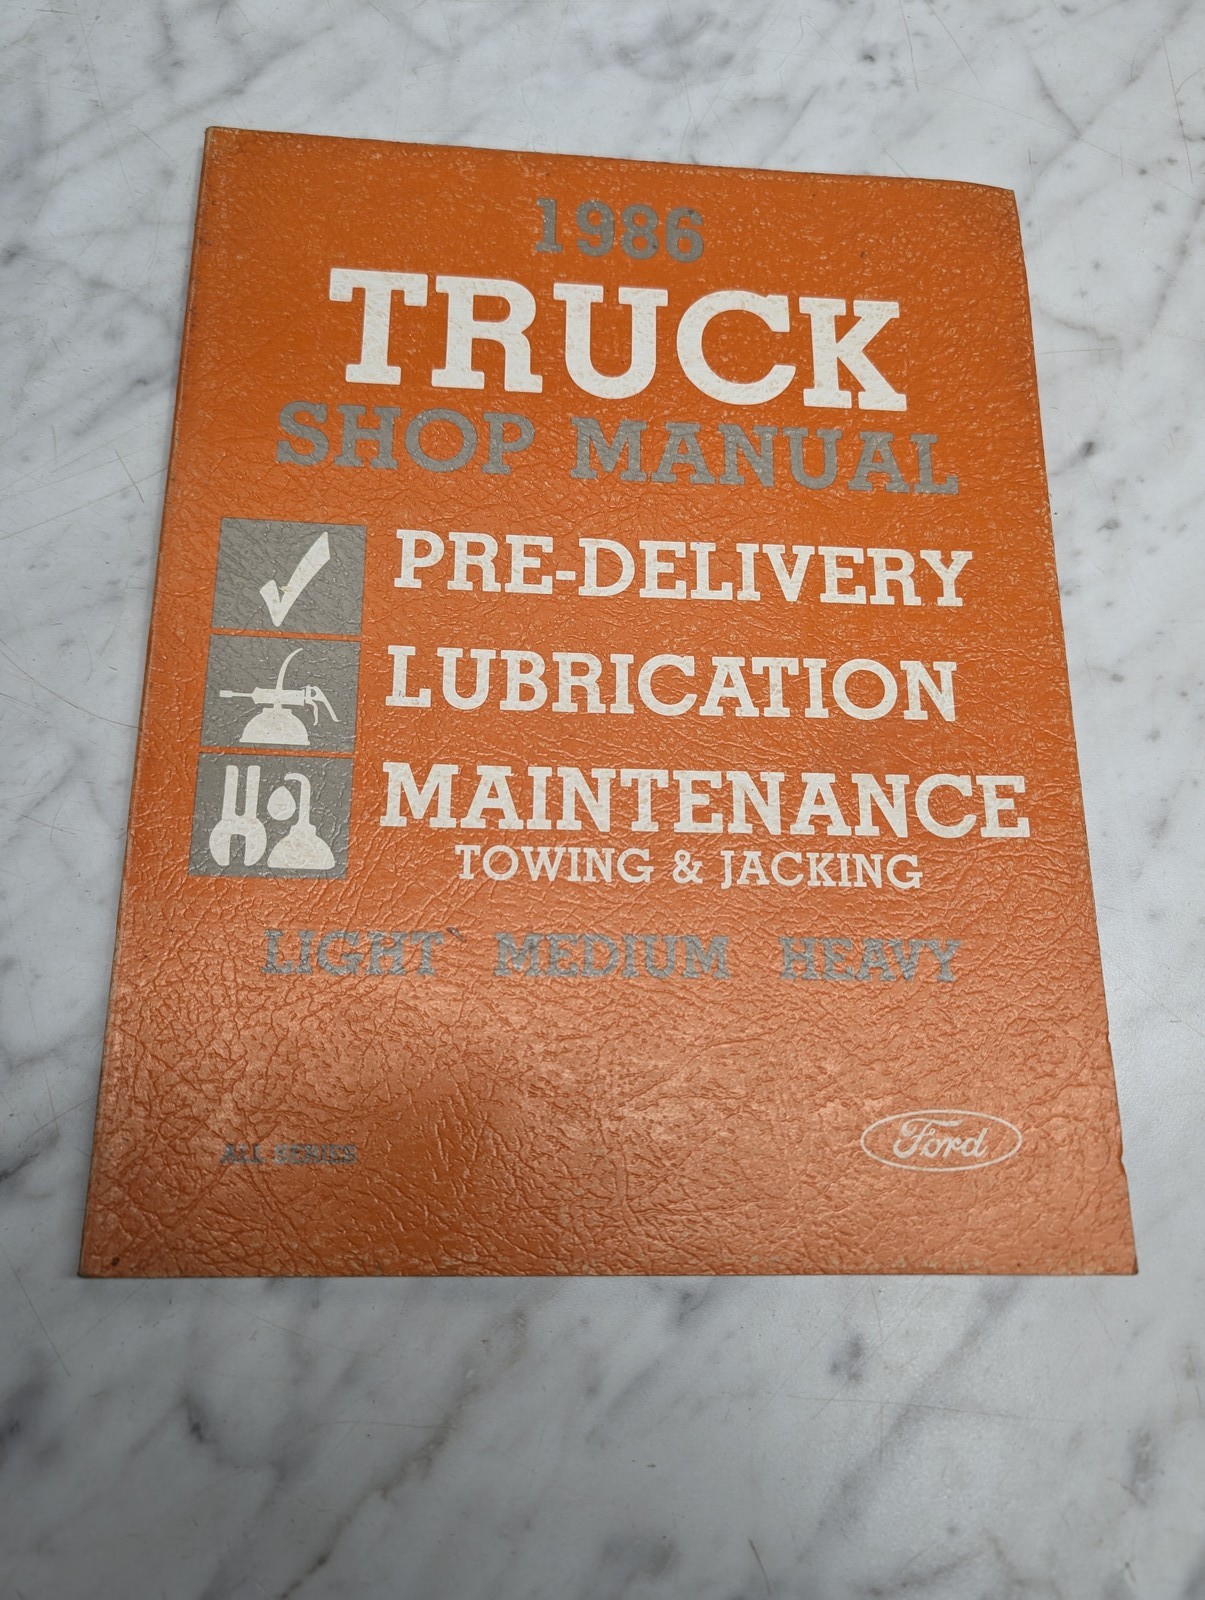 1986
TRUCK
SHOP MANUAL
PRE-DELIVERY
LUBRICATION
MAINTENANCE
TOWING & JACKING
LIGHT MEDIUM HEAVY
ALL SERIES
Ford